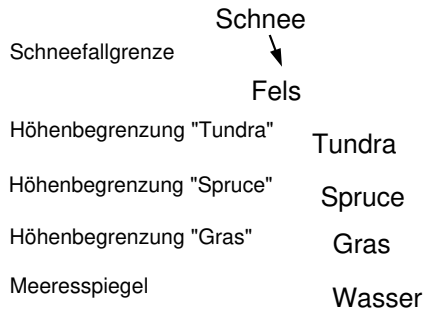 Schnee
Schneefallgrenze
Fels
Höhenbegrenzung "Tundra"
Tundra
Höhenbegrenzung "Spruce"
Spruce
Höhenbegrenzung "Gras"
Gras
Meeresspiegel
Wasser